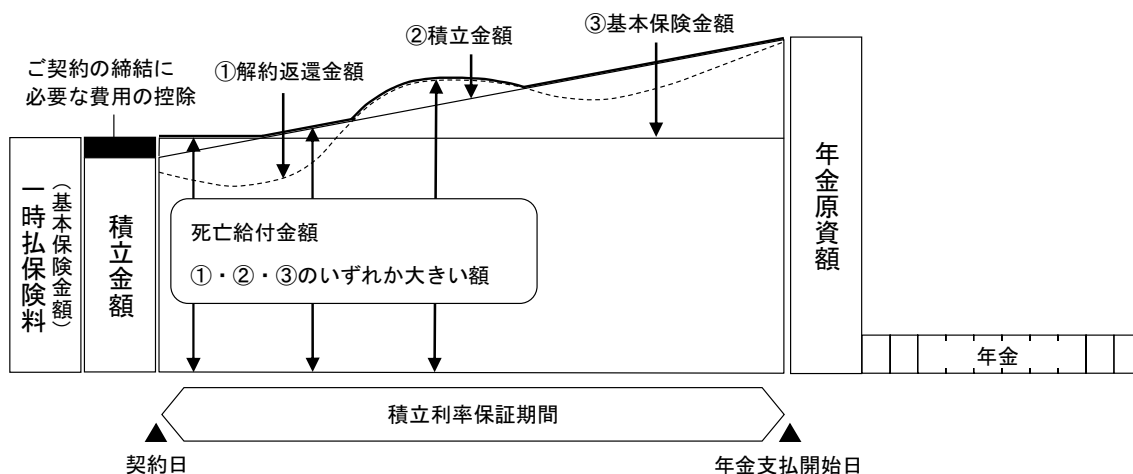 ③基本保険金額
②積立金額
①解約返還金額
ご契約の締結に
必要な費用の控除
一時払保険料
（基本保険金額）
積立金額
死亡給付金額
①・②・③のいずれか大きい額
年金原資額
年金
積立利率保証期間
契約日
年金支払開始日